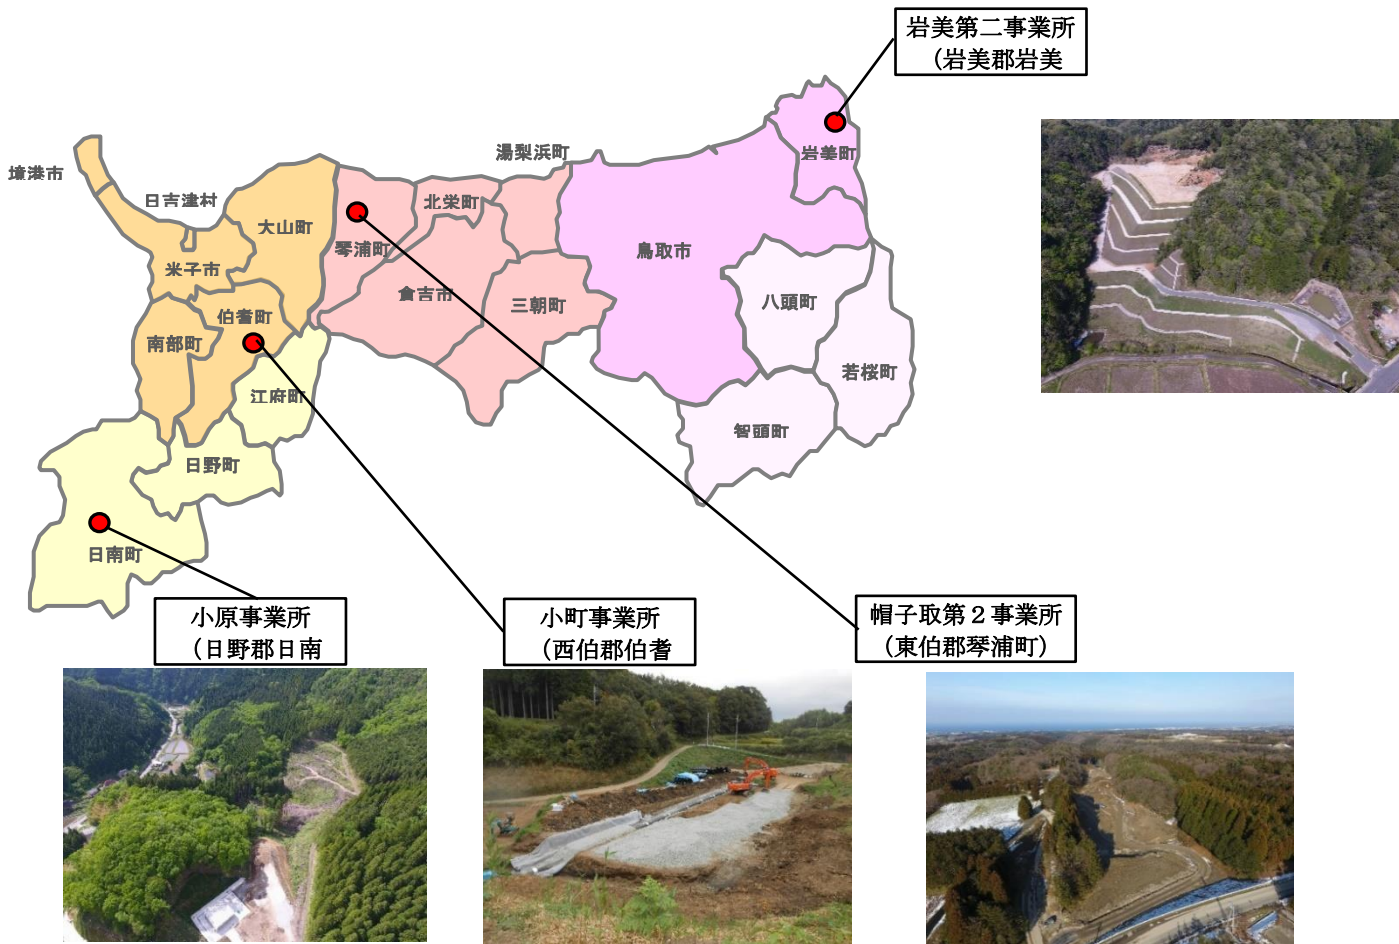 岩美第二事業所
（岩美郡岩美
境港市
日吉津村
大山町
米子市
伯耆町
南部町
江府町
日野町
日南町
琴浦町
北栄町
湯梨浜町
倉吉市
三朝町
鳥取市
岩美町
八頭町
若桜町
智頭町
小原事業所
（日野郡日南
小町事業所
（西伯郡伯耆
帽子取第２事業所
（東伯郡琴浦町）